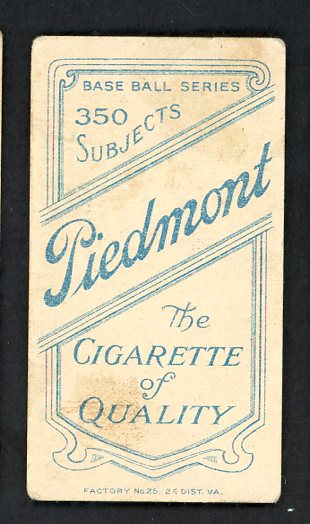 BASE BALL SERIES
350
SUBJECTS
Piedmont
The
CIGARETTE
of
QUALITY
FACTORY No. 25. 2d DIST. VA.